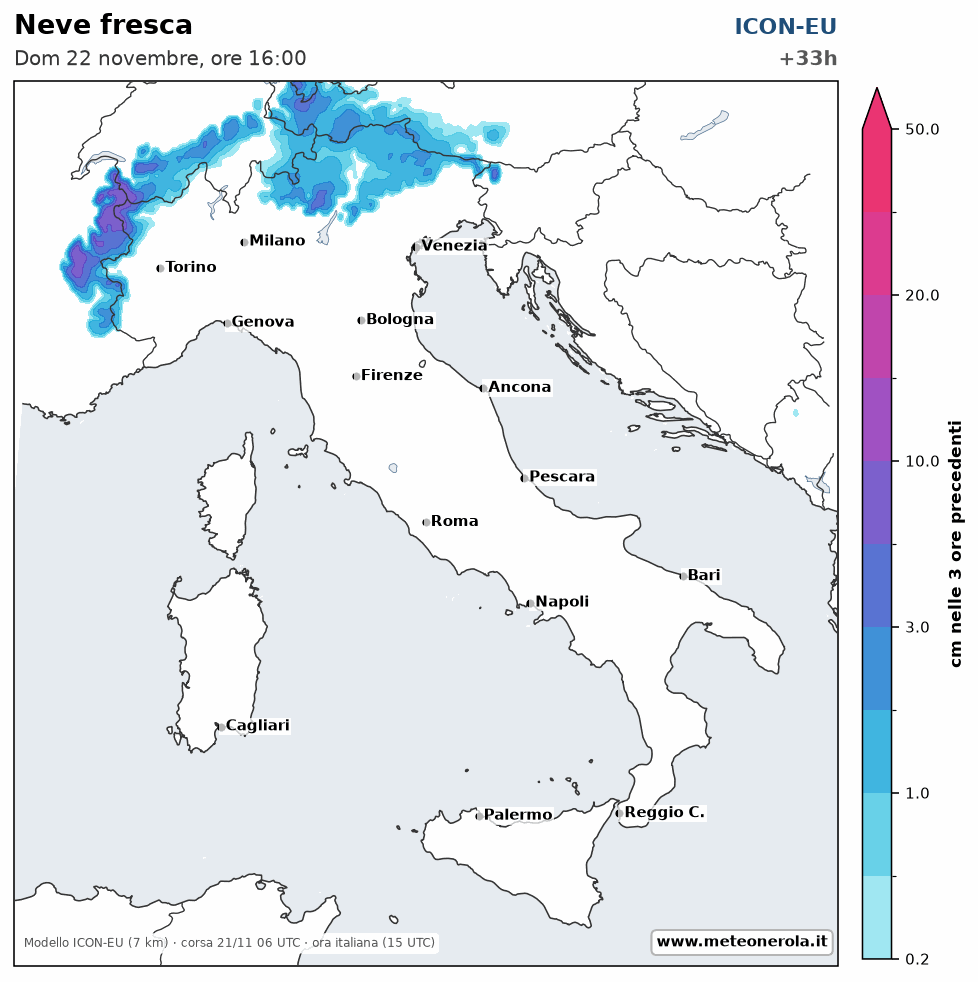 Neve fresca
ICON-EU
Dom 22 novembre, ore 16:00
+33h
50.0
20.0
10.0
3.0
1.0
0.2
cm nelle 3 ore precedenti
Milano
Venezia
Torino
Genova
Bologna
Firenze
Ancona
Pescara
Roma
Bari
Napoli
Cagliari
Palermo
Reggio C.
Modello ICON-EU (7 km) · corsa 21/11 06 UTC · ora italiana (15 UTC)
www.meteonerola.it